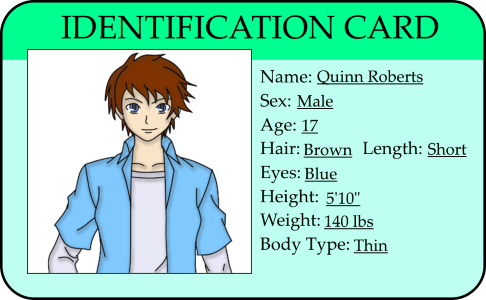 IDENTIFICATION CARD
Name: Quinn Roberts
Sex: Male
Age: 17
Hair: Brown Length: Short
Eyes: Blue
Height: 5'10"
Weight: 140 lbs
Body Type: Thin